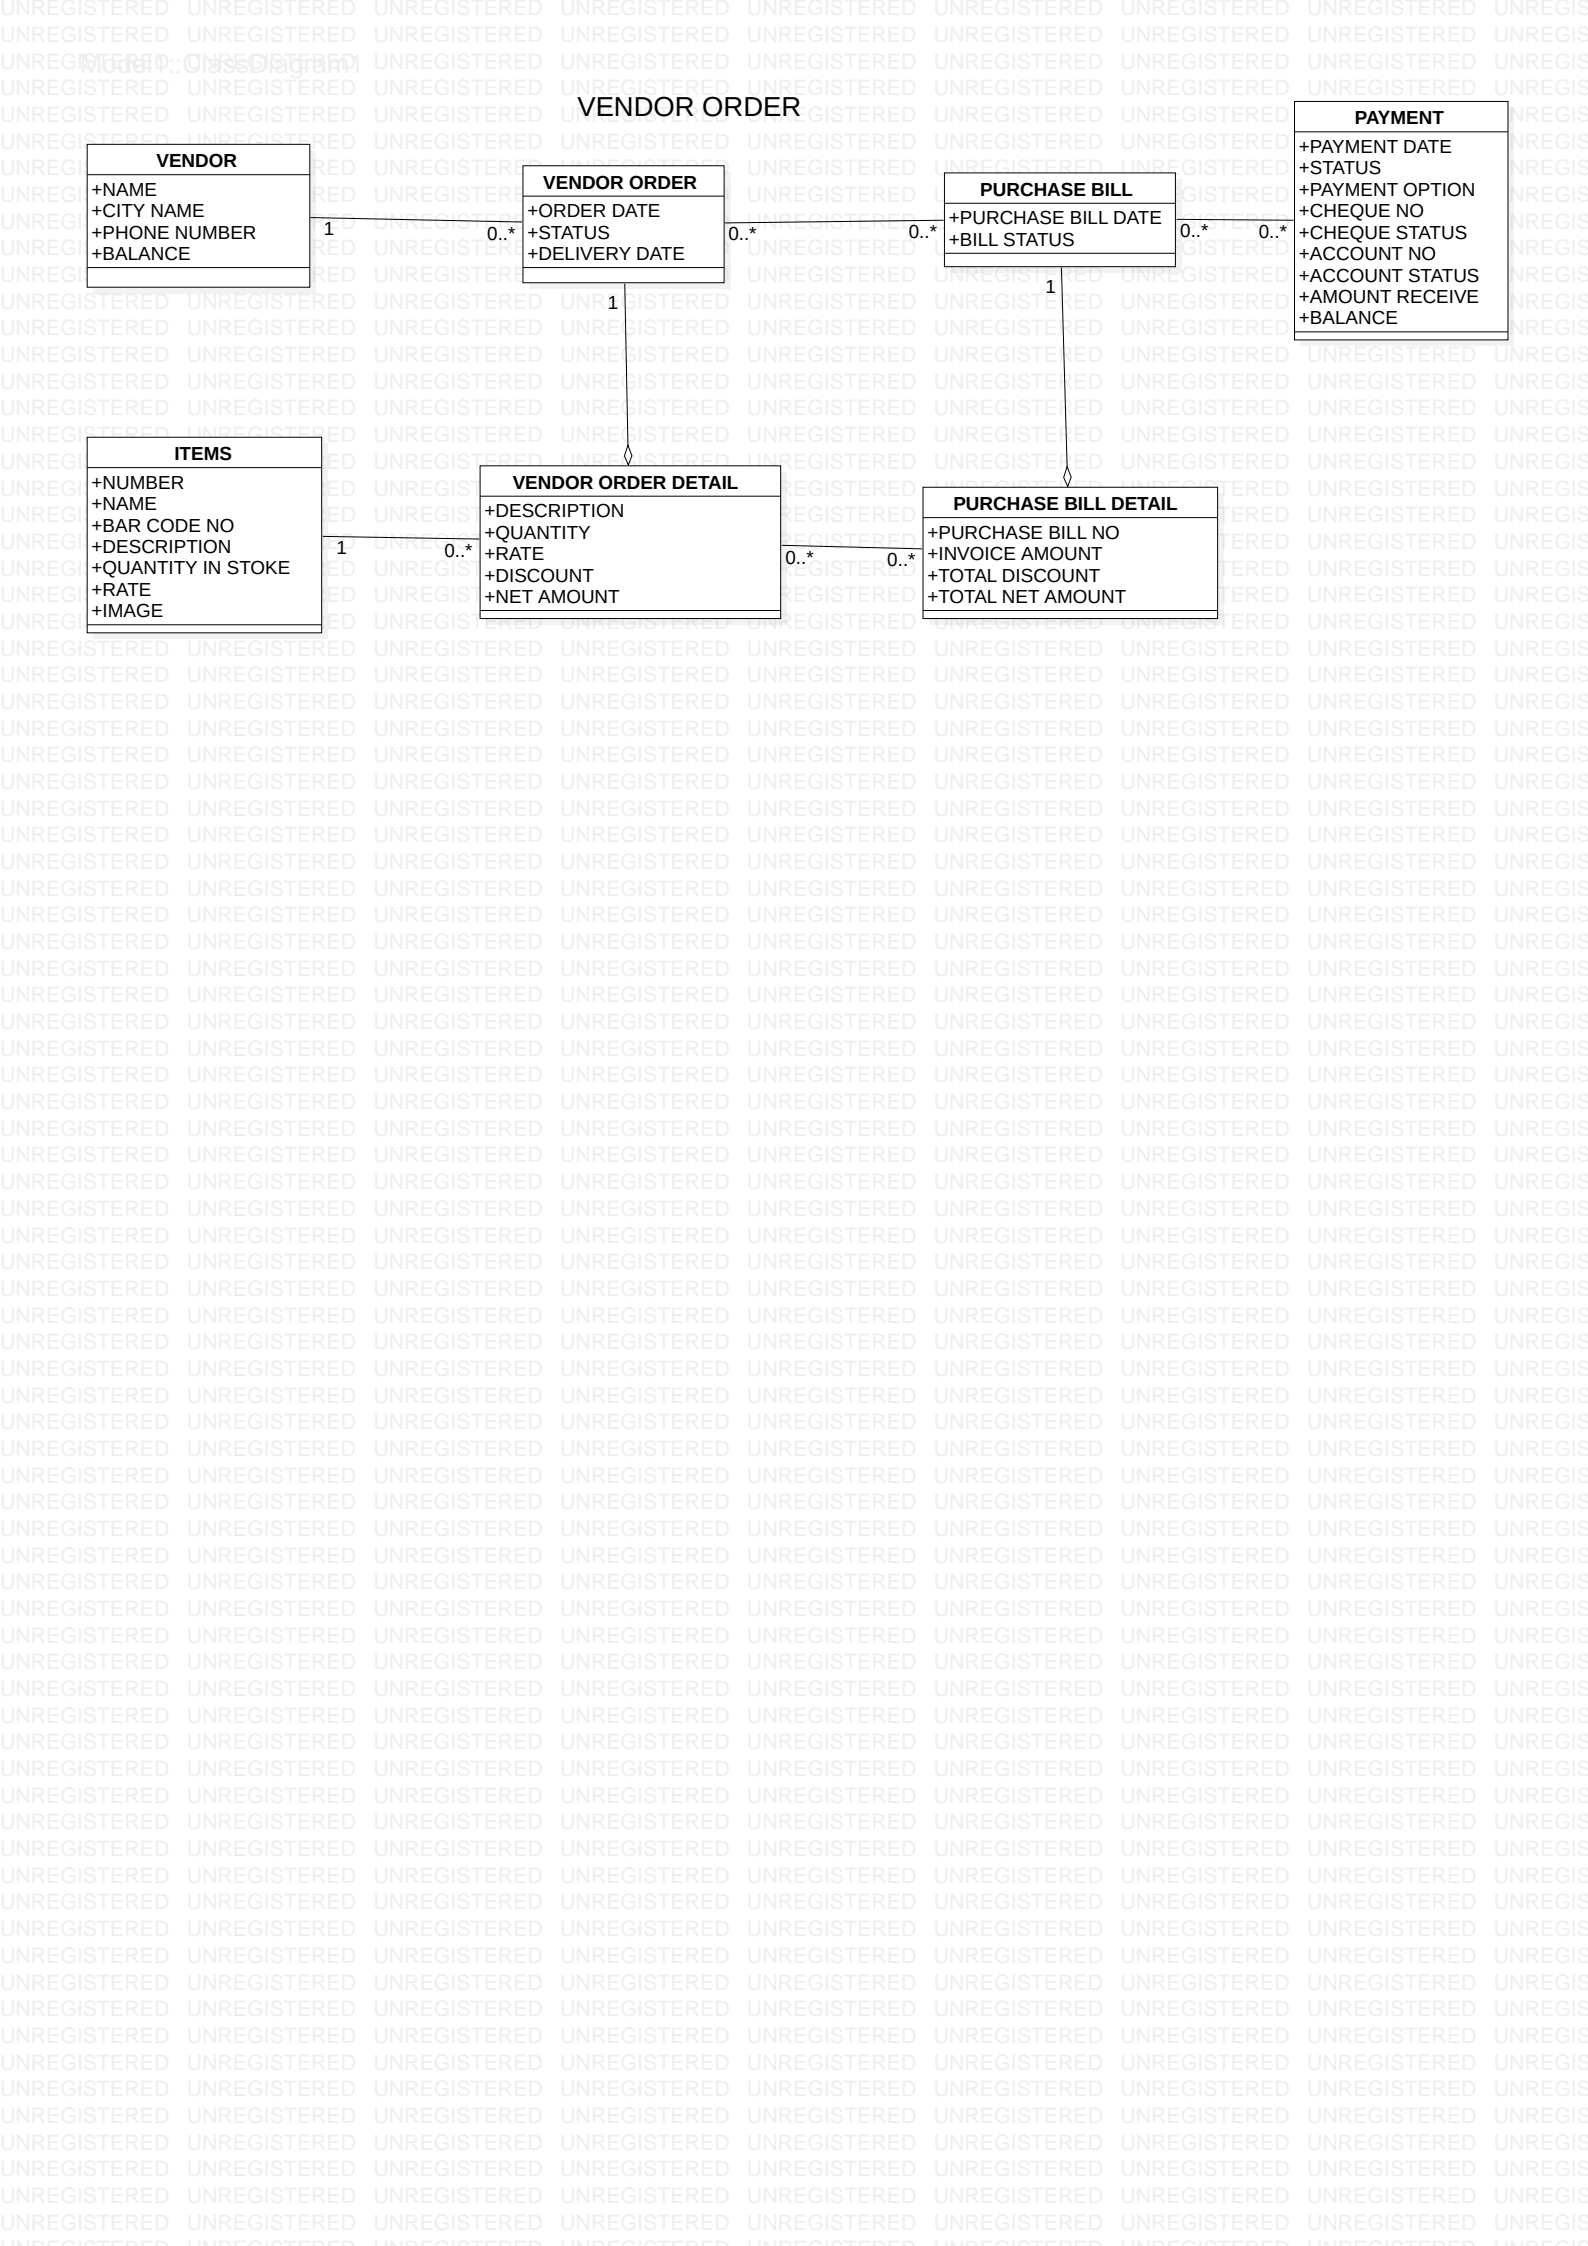 Model1::ClassDiagram1
VENDOR ORDER
VENDOR
+NAME
+CITY NAME
+PHONE NUMBER
+BALANCE
1
0..*
VENDOR ORDER
+ORDER DATE
+STATUS
+DELIVERY DATE
0..*
0..*
1
PURCHASE BILL
+PURCHASE BILL DATE
+BILL STATUS
0..*
0..*
1
PAYMENT
+PAYMENT DATE
+STATUS
+PAYMENT OPTION
+CHEQUE NO
+CHEQUE STATUS
+ACCOUNT NO
+ACCOUNT STATUS
+AMOUNT RECEIVE
+BALANCE
ITEMS
+NUMBER
+NAME
+BAR CODE NO
+DESCRIPTION
+QUANTITY IN STOKE
+RATE
+IMAGE
1
0..*
VENDOR ORDER DETAIL
+DESCRIPTION
+QUANTITY
+RATE
+DISCOUNT
+NET AMOUNT
0..*
0..*
PURCHASE BILL DETAIL
+PURCHASE BILL NO
+INVOICE AMOUNT
+TOTAL DISCOUNT
+TOTAL NET AMOUNT
UNREGISTERED